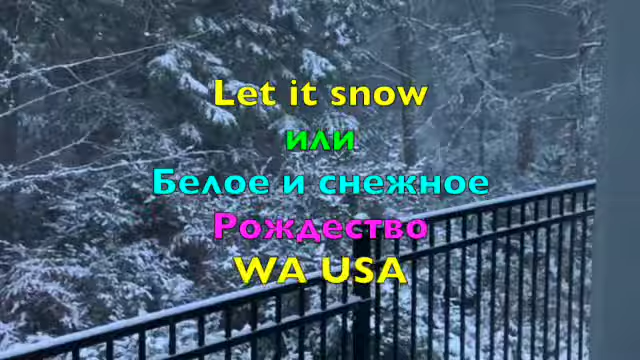 Let it snow
или
Белое и снежное
Рождество
WA USA